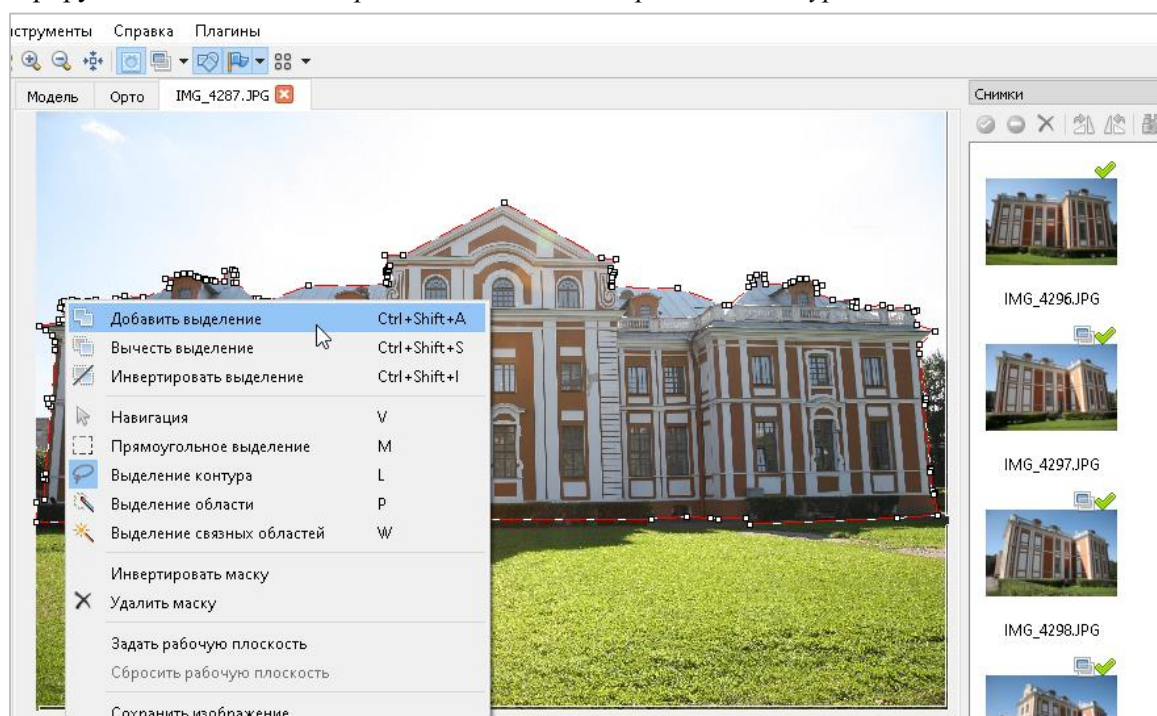 струменты Справка Плагины
Модель Орто IMG_4287.JPG
Снимки
Добавить выделение Ctrl+Shift+A
Вычесть выделение Ctrl+Shift+S
Инвертировать выделение Ctrl+Shift+I
Навигация V
Прямоугольное выделение M
Выделение контура L
Выделение области P
Выделение связных областей W
Инвертировать маску
Удалить маску
Задать рабочую плоскость
Сбросить рабочую плоскость
Сохранить изображение
IMG_4296.JPG
IMG_4297.JPG
IMG_4298.JPG